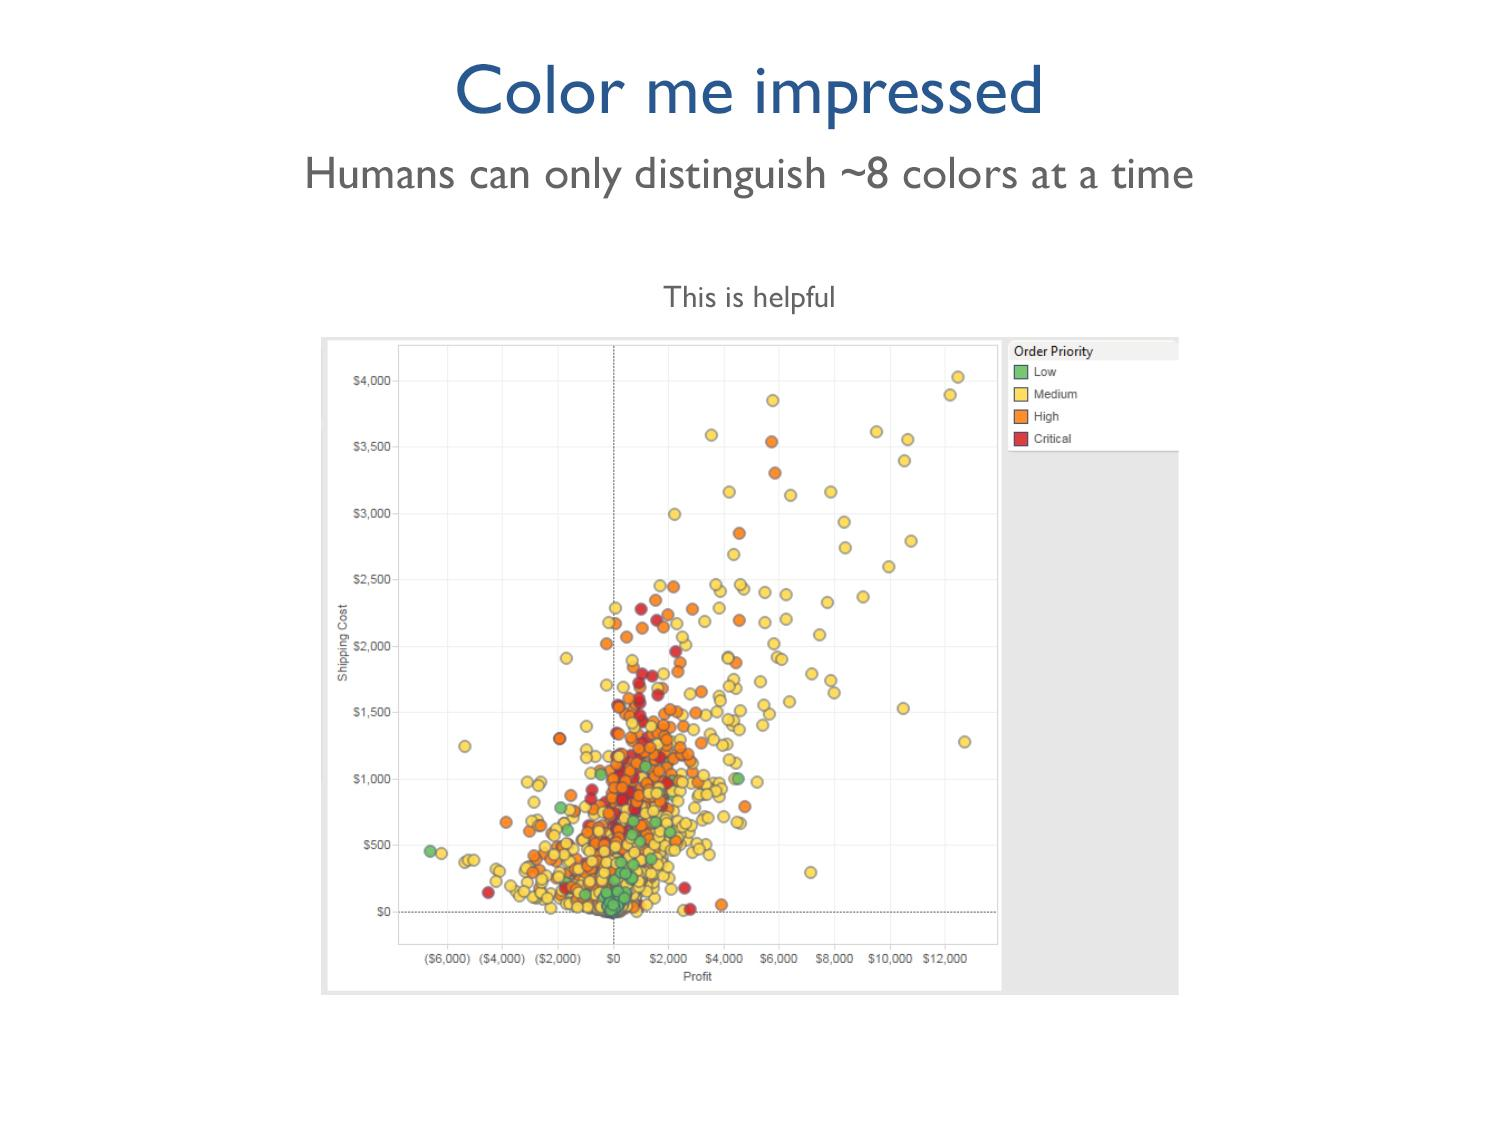 Color me impressed
Humans can only distinguish ~8 colors at a time
This is helpful
Order Priority
Low
Medium
High
Critical
$4,000
$3,500
$3,000
$2,500
$2,000
$1,500
$1,000
$500
$0
Shipping Cost
($6,000) ($4,000) ($2,000) $0 $2,000 $4,000 $6,000 $8,000 $10,000 $12,000
Profit